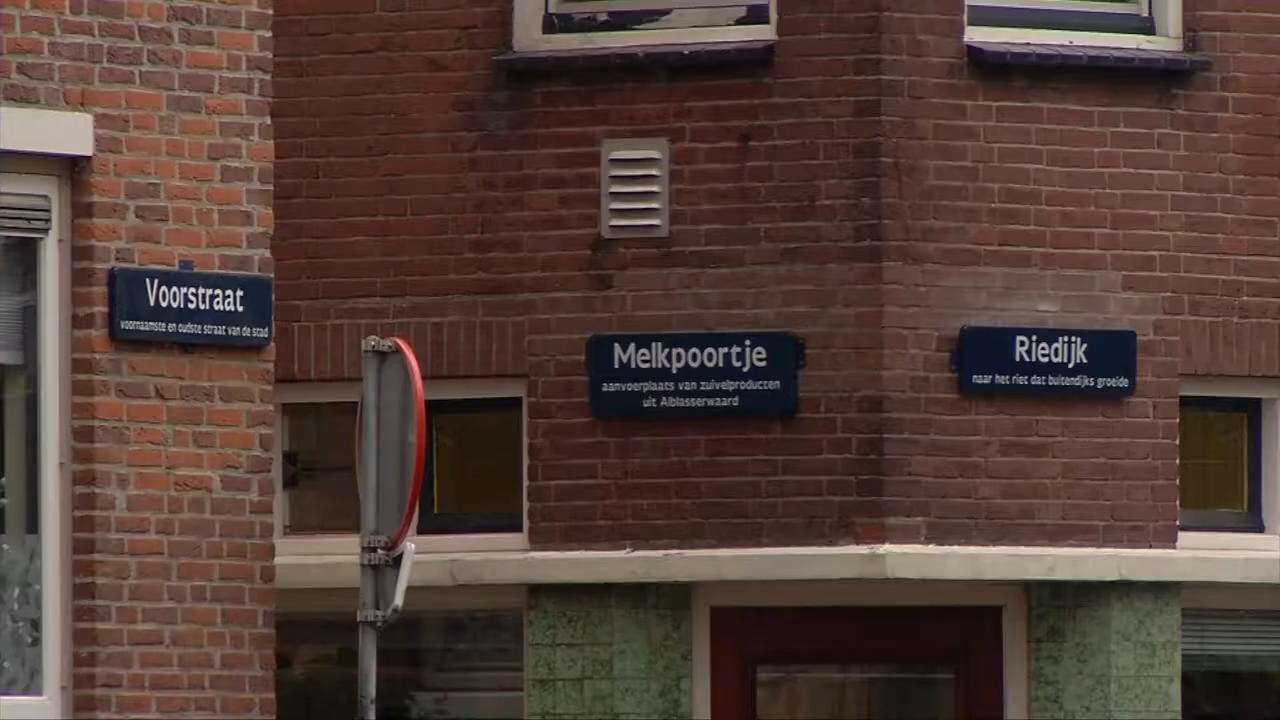 Voorstraat
voornaamste en oudste straat van de stad
Melkpoortje
aanvoerplaats van zuivelproducten
uit Alblasserwaard
Riedijk
naar het riet dat buitendijks groeide